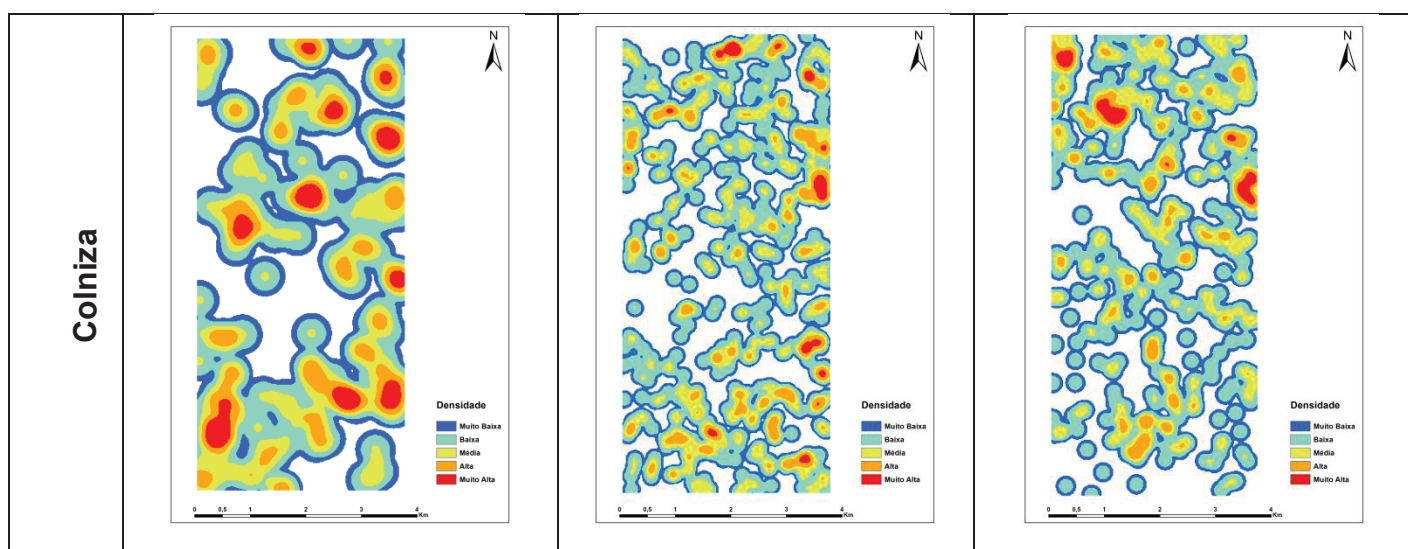 Colniza
N
Densidade
Muito Baixa
Baixa
Média
Alta
Muito Alta
0 0,5 1 2 3 4
Km
N
Densidade
Muito Baixa
Baixa
Média
Alta
Muito Alta
0 0,5 1 2 3 4
Km
N
Densidade
Muito Baixa
Baixa
Média
Alta
Muito Alta
0 0,5 1 2 3 4
Km